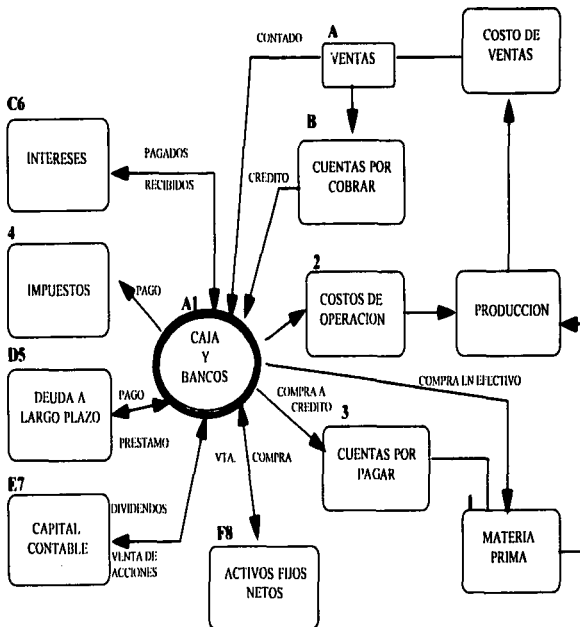 A
VENTAS
COSTO DE
VENTAS
CONTADO
C6
INTERESES
PAGADOS
RECIBIDOS
B
CUENTAS POR
COBRAR
CREDITO
4
IMPUESTOS
PAGO
A1
CAJA
Y
BANCOS
2
COSTOS DE
OPERACION
PRODUCCION
D5
DEUDA A
LARGO PLAZO
PAGO
PRESTAMO
COMPRA EN EFECTIVO
COMPRA A
CREDITO
3
CUENTAS POR
PAGAR
VTA.
COMPRA
E7
CAPITAL
CONTABLE
DIVIDENDOS
VENTA DE
ACCIONES
F8
ACTIVOS FIJOS
NETOS
1
MATERIA
PRIMA